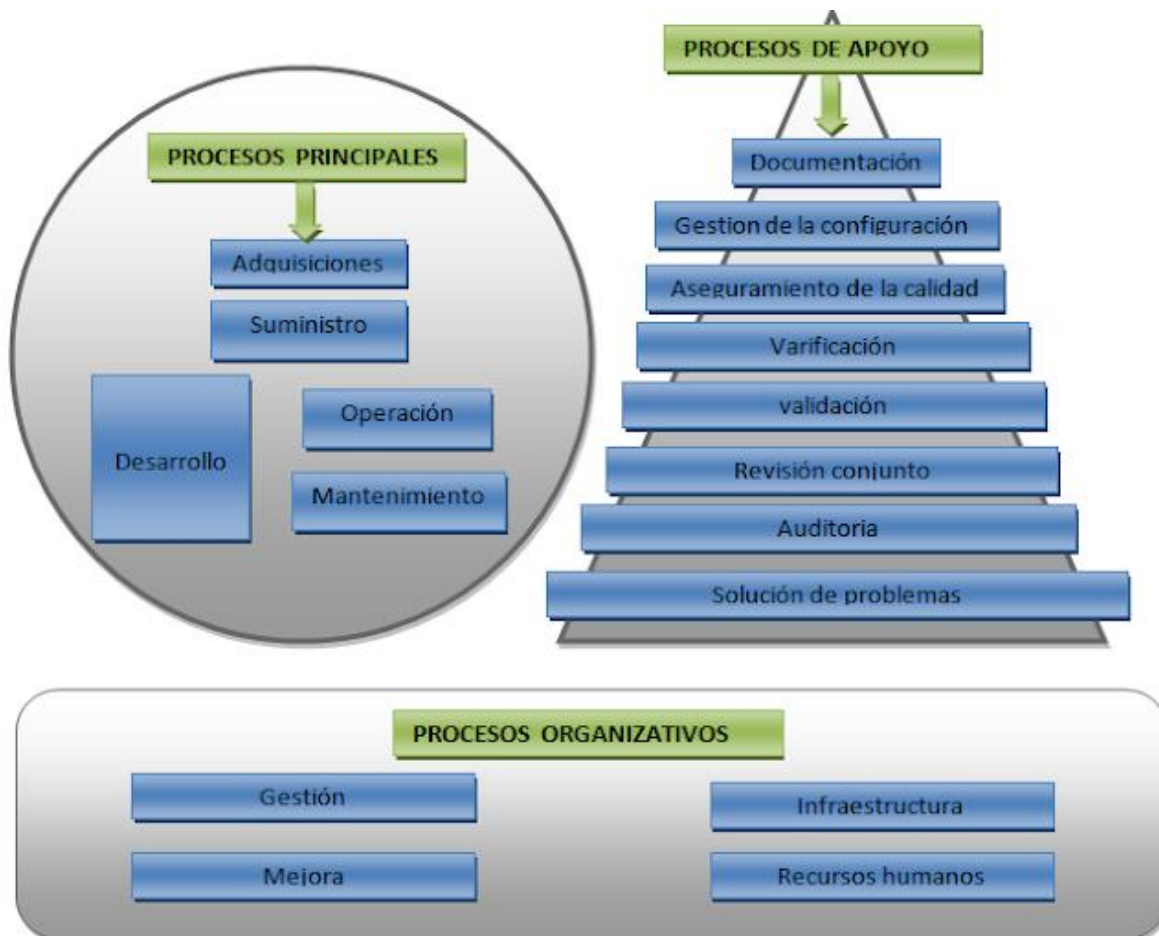 PROCESOS PRINCIPALES
Adquisiciones
Suministro
Desarrollo
Operación
Mantenimiento
PROCESOS DE APOYO
Documentación
Gestion de la configuración
Aseguramiento de la calidad
Varificación
validación
Revisión conjunto
Auditoria
Solución de problemas
PROCESOS ORGANIZATIVOS
Gestión
Infraestructura
Mejora
Recursos humanos